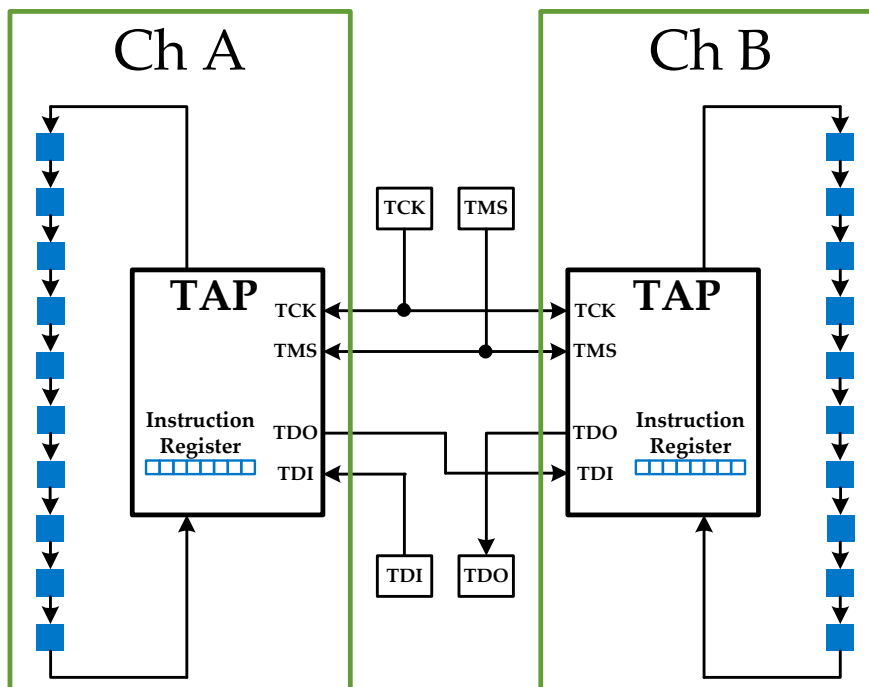 Ch A
Ch B
TCK
TMS
TAP
TCK
TMS
Instruction
Register
TDO
TDI
TAP
TCK
TMS
Instruction
Register
TDO
TDI
TDI
TDO